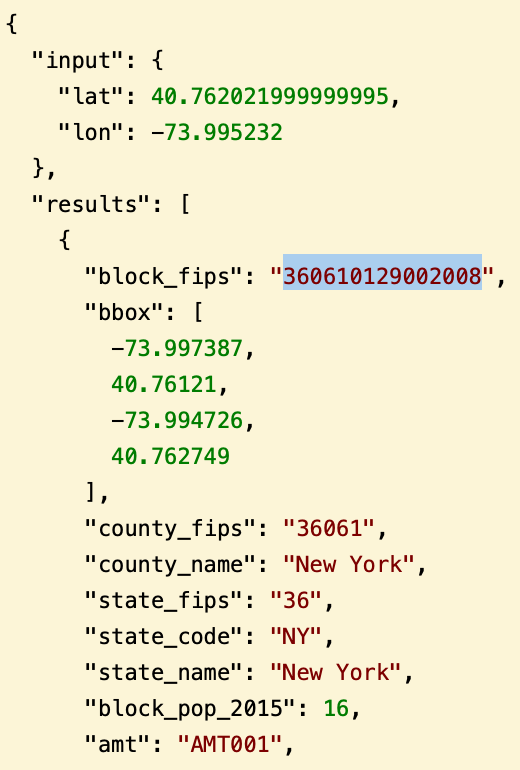 {
  "input": {
    "lat": 40.762021999999995,
    "lon": -73.995232
  },
  "results": [
    {
      "block_fips": "360610129002008",
      "bbox": [
        -73.997387,
        40.76121,
        -73.994726,
        40.762749
      ],
      "county_fips": "36061",
      "county_name": "New York",
      "state_fips": "36",
      "state_code": "NY",
      "state_name": "New York",
      "block_pop_2015": 16,
      "amt": "AMT001",